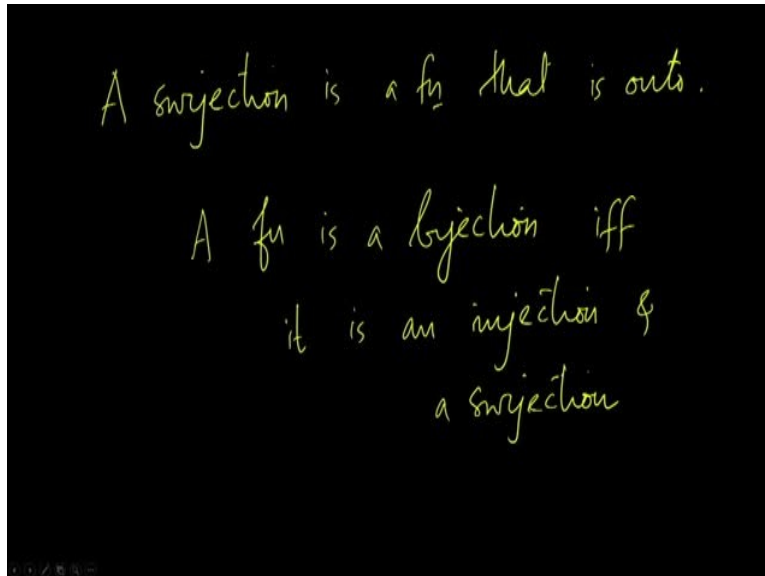 A surjection is a fn that is onto.
A fn is a bijection iff
it is an injection &
a surjection